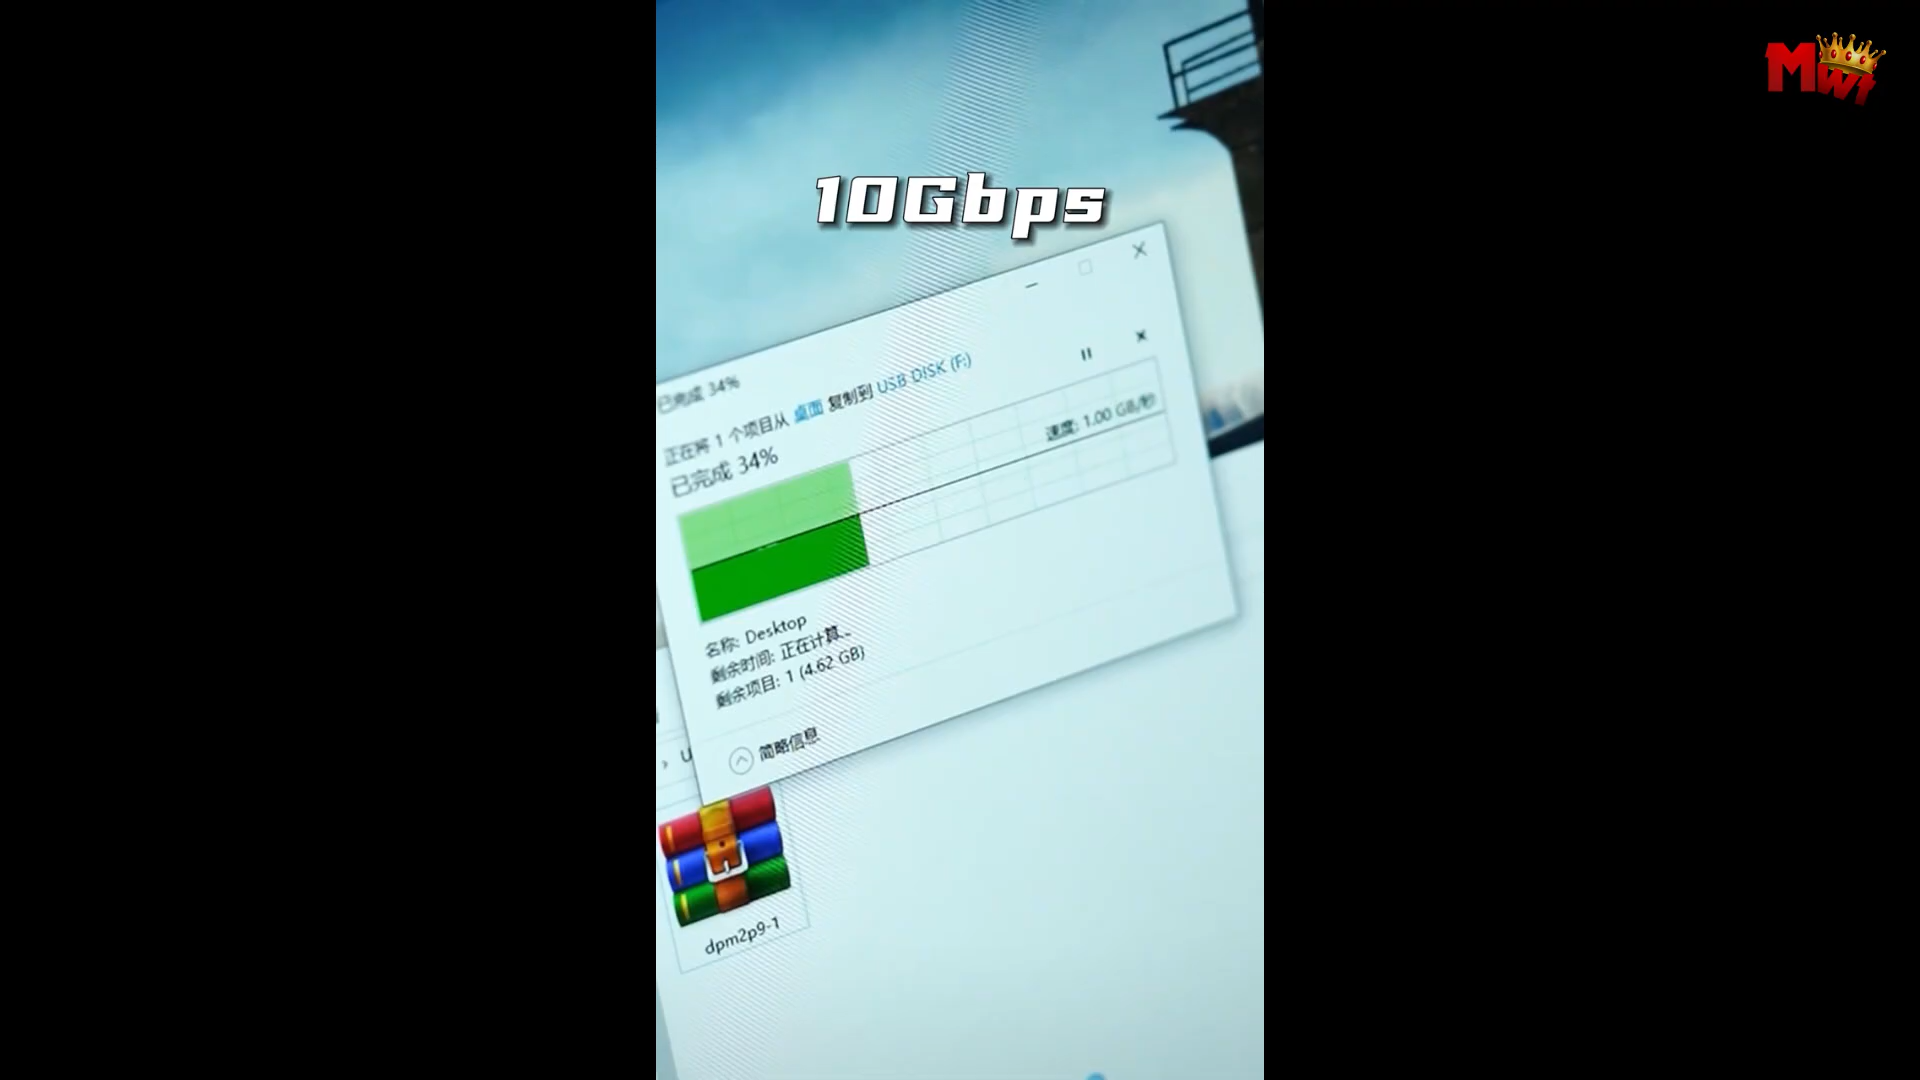 MWT
10Gbps
已完成 34%
正在将 1 个项目从 桌面 复制到 USB DISK (F:)
已完成 34%
速度: 1.00 GB/秒
名称: Desktop
剩余时间: 正在计算...
剩余项目: 1 (4.62 GB)
简略信息
› U
dpm2p9-1